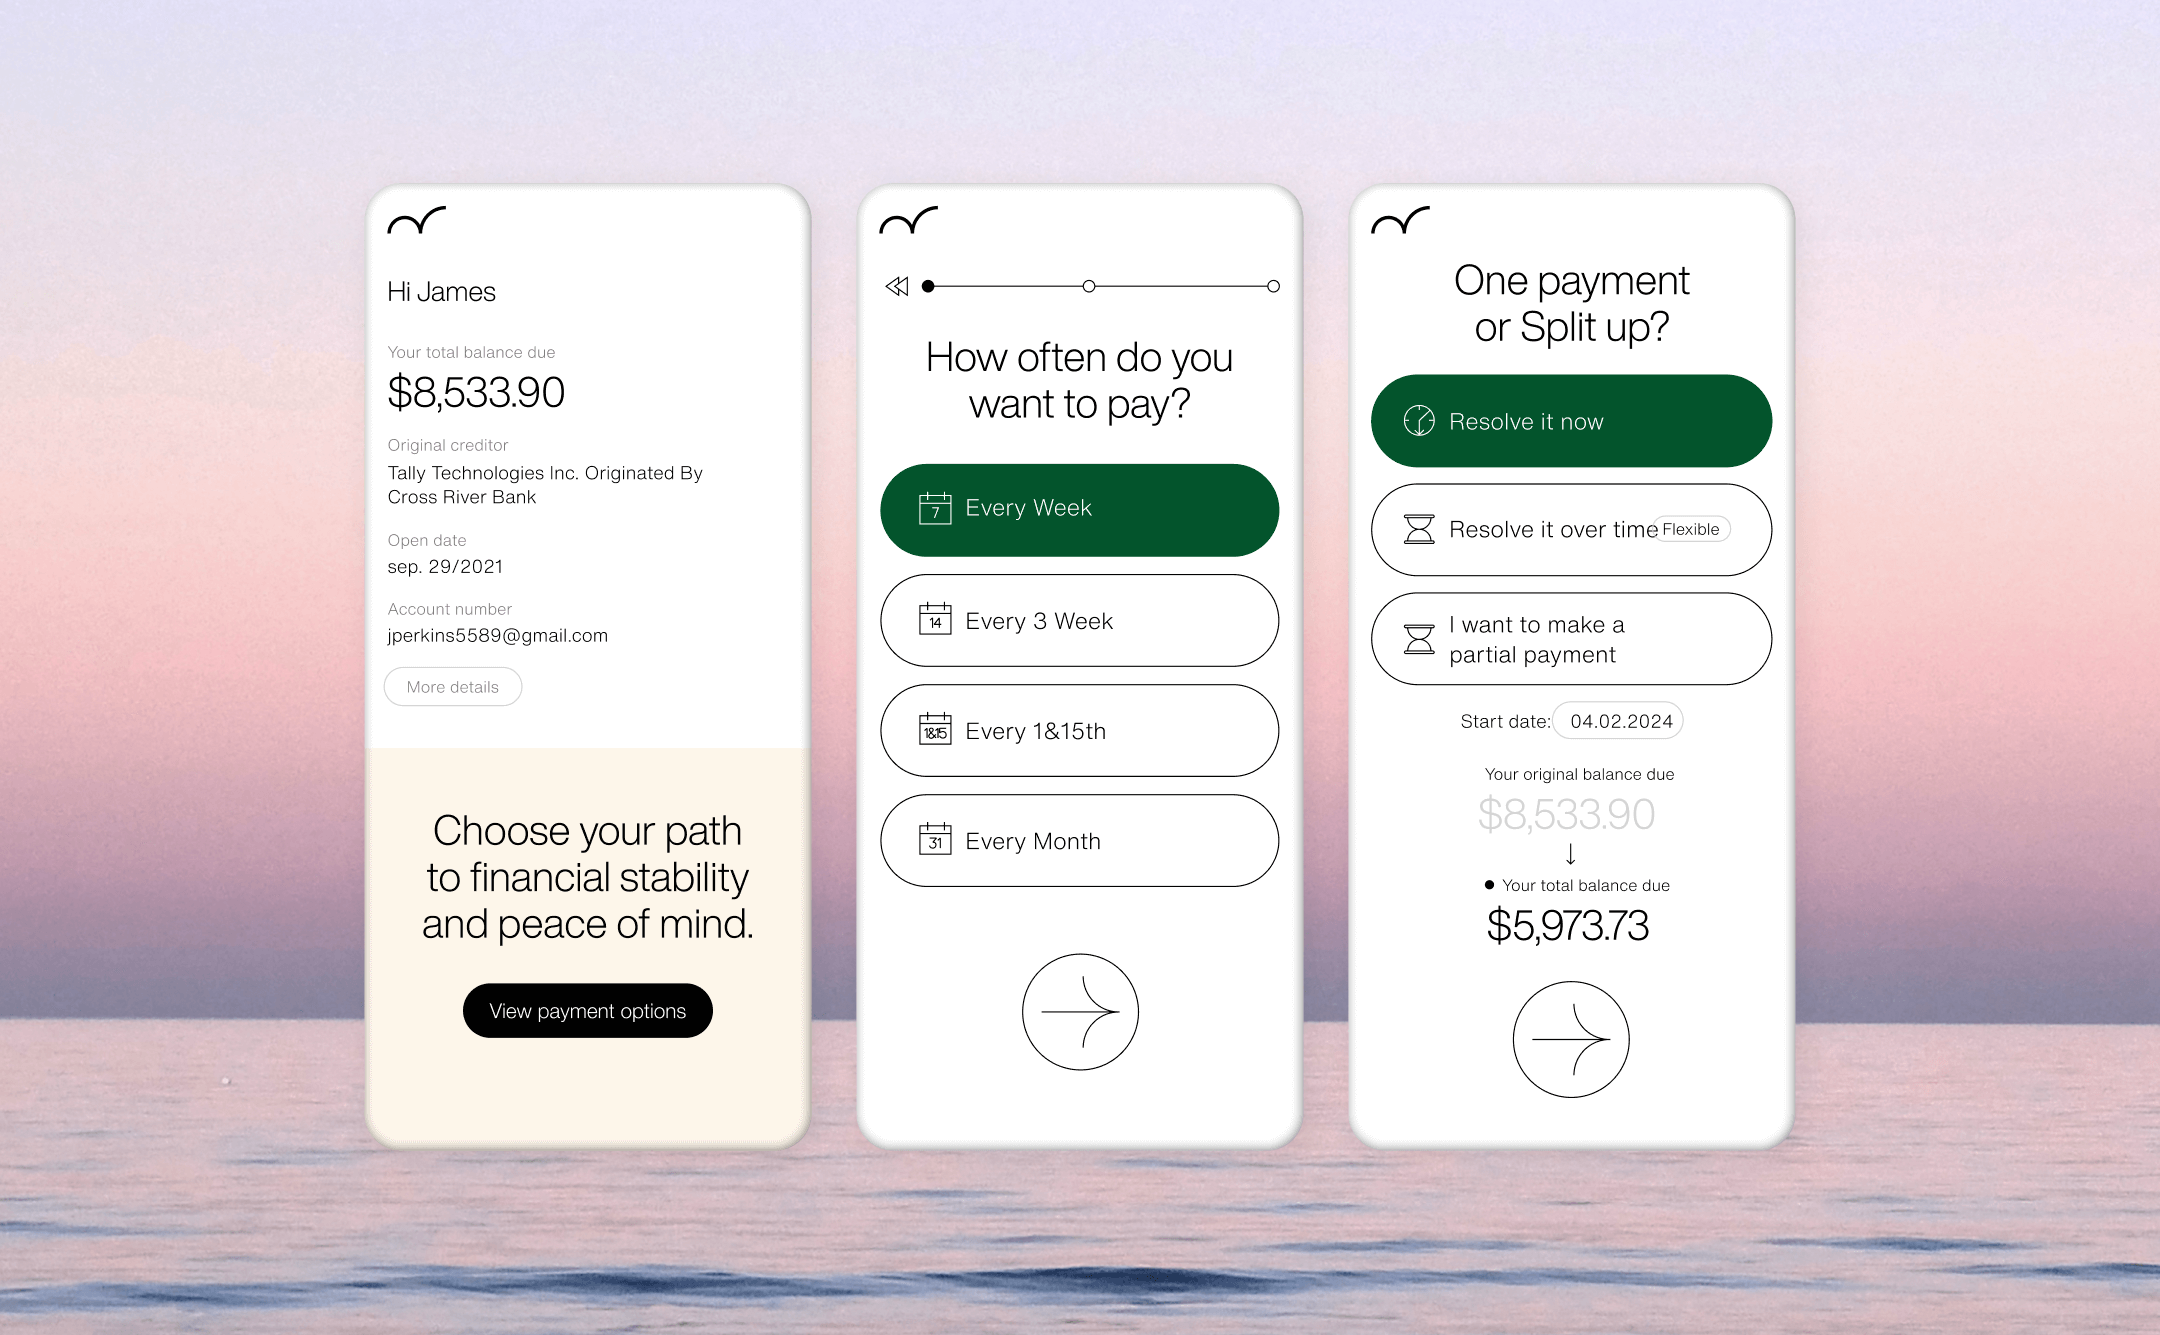 Hi James
Your total balance due
$8,533.90
Original creditor
Tally Technologies Inc. Originated By
Cross River Bank
Open date
sep. 29/2021
Account number
jperkins5589@gmail.com
More details
Choose your path
to financial stability
and peace of mind.
View payment options
How often do you
want to pay?
7
Every Week
14
Every 3 Week
1&15
Every 1&15th
31
Every Month
One payment
or Split up?
Resolve it now
Resolve it over time
Flexible
I want to make a
partial payment
Start date: 04.02.2024
Your original balance due
$8,533.90
Your total balance due
$5,973.73